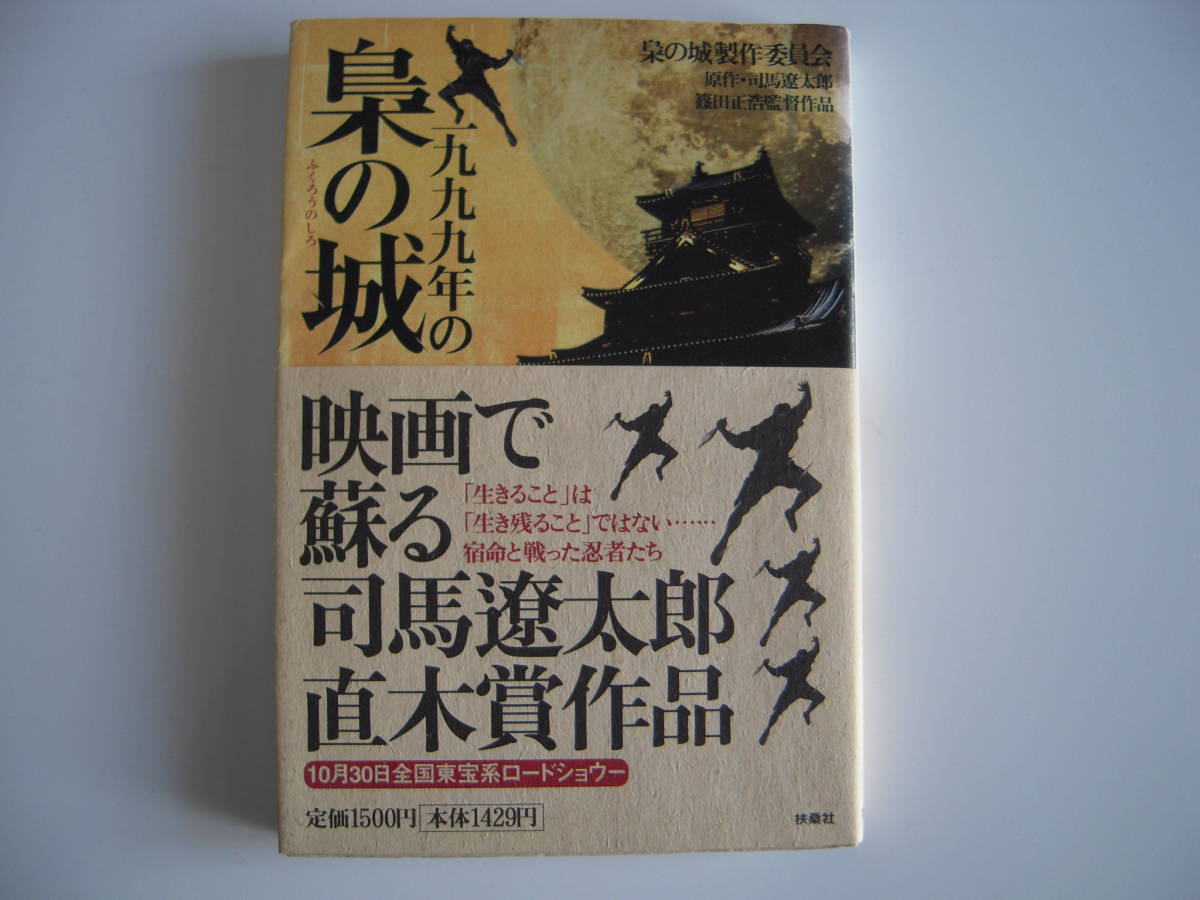 梟の城製作委員会
原作・司馬遼太郎
篠田正浩監督作品
一九九九年の
梟の城
ふくろうのしろ
映画で
蘇る
「生きること」は
「生き残ること」ではない……
宿命と戦った忍者たち
司馬遼太郎
直木賞作品
10月30日全国東宝系ロードショウー
定価1500円 本体1429円
扶桑社